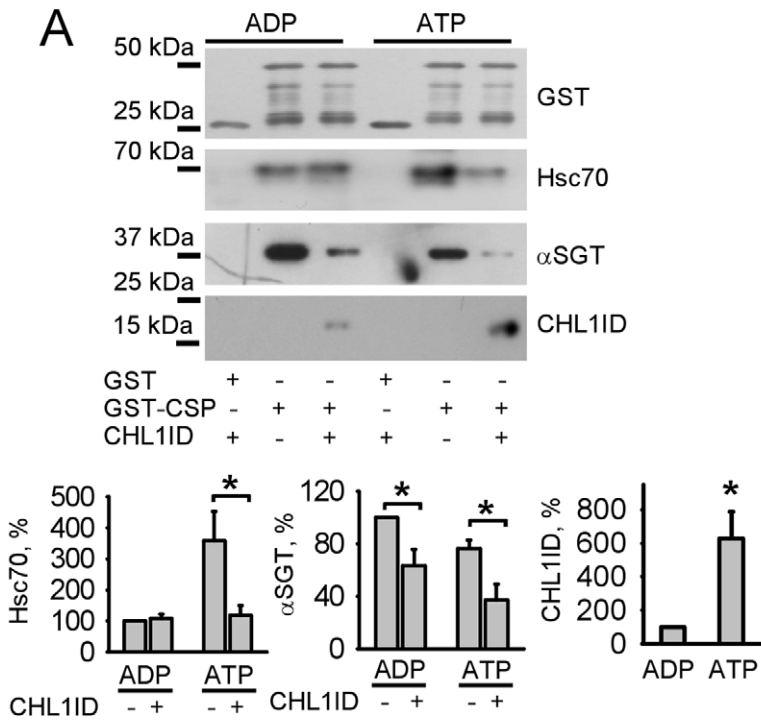 A
ADP ATP
50 kDa
25 kDa
GST
70 kDa
Hsc70
37 kDa
αSGT
25 kDa
15 kDa
CHL1ID
GST + - - + - -
GST-CSP - + + - + +
CHL1ID + - + + - +
Hsc70, %
500
400
300
200
100
0
*
ADP ATP
CHL1ID - + - +
αSGT, %
120
80
40
0
* *
ADP ATP
CHL1ID - + - +
CHL1ID, %
800
600
400
200
0
*
ADP ATP